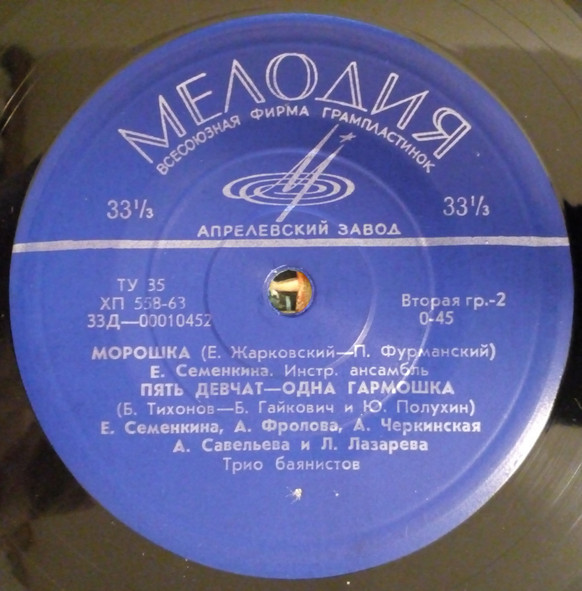 МЕЛОДИЯ
ВСЕСОЮЗНАЯ ФИРМА ГРАМПЛАСТИНОК
33⅓ 33⅓
АПРЕЛЕВСКИЙ ЗАВОД
ТУ 35
ХП 558-63 Вторая гр.-2
33Д—00010452 0-45
МОРОШКА (Е. Жарковский—П. Фурманский)
Е. Семенкина. Инстр. ансамбль
ПЯТЬ ДЕВЧАТ—ОДНА ГАРМОШКА
(Б. Тихонов—Б. Гайкович и Ю. Полухин)
Е. Семенкина, А. Фролова, А. Черкинская
А. Савельева и Л. Лазарева
Трио баянистов